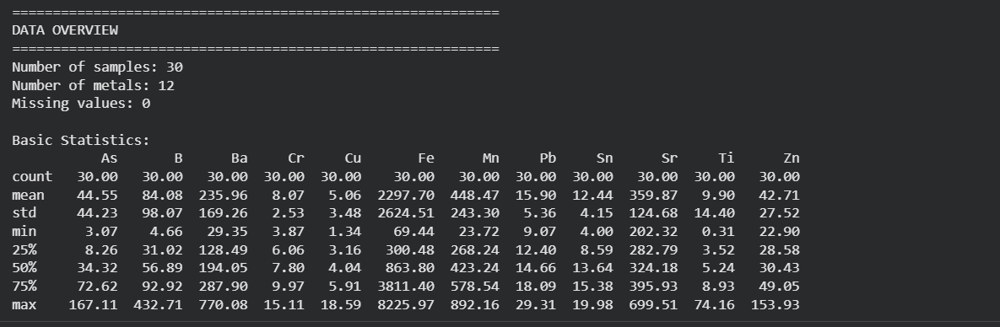 ============================================================
DATA OVERVIEW
============================================================
Number of samples: 30
Number of metals: 12
Missing values: 0
Basic Statistics:
As B Ba Cr Cu Fe Mn Pb Sn Sr Ti Zn
count 30.00 30.00 30.00 30.00 30.00 30.00 30.00 30.00 30.00 30.00 30.00 30.00
mean 44.55 84.08 235.96 8.07 5.06 2297.70 448.47 15.90 12.44 359.87 9.90 42.71
std 44.23 98.07 169.26 2.53 3.48 2624.51 243.30 5.36 4.15 124.68 14.40 27.52
min 3.07 4.66 29.35 3.87 1.34 69.44 23.72 9.07 4.00 202.32 0.31 22.90
25% 8.26 31.02 128.49 6.06 3.16 300.48 268.24 12.40 8.59 282.79 3.52 28.58
50% 34.32 56.89 194.05 7.80 4.04 863.80 423.24 14.66 13.64 324.18 5.24 30.43
75% 72.62 92.92 287.90 9.97 5.91 3811.40 578.54 18.09 15.38 395.93 8.93 49.05
max 167.11 432.71 770.08 15.11 18.59 8225.97 892.16 29.31 19.98 699.51 74.16 153.93